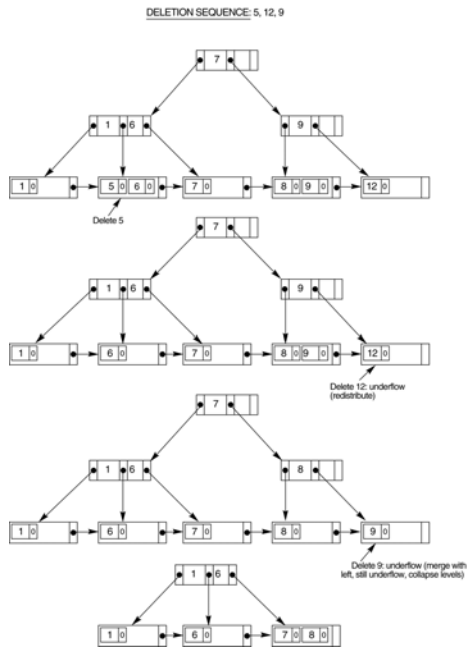 DELETION SEQUENCE: 5, 12, 9
7
1 6
9
1 0
5 0 6 0
7 0
8 0 9 0
12 0
Delete 5
7
1 6
9
1 0
6 0
7 0
8 0 9 0
12 0
Delete 12: underflow
(redistribute)
7
1 6
8
1 0
6 0
7 0
8 0
9 0
Delete 9: underflow (merge with
left, still underflow, collapse levels)
1 6
1 0
6 0
7 0 8 0